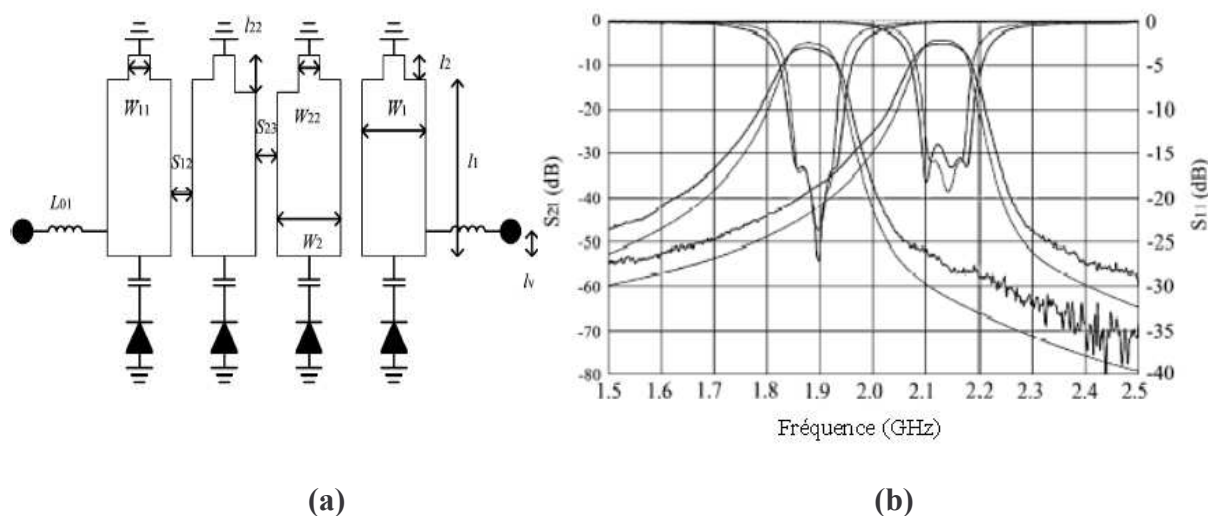 l22
l2
W11
W22
W1
S12
S23
l1
L01
W2
lN
(a)
0
-10
-20
-30
-40
-50
-60
-70
-80
S21 (dB)
0
-5
-10
-15
-20
-25
-30
-35
-40
S11 (dB)
1.5 1.6 1.7 1.8 1.9 2.0 2.1 2.2 2.3 2.4 2.5
Fréquence (GHz)
(b)